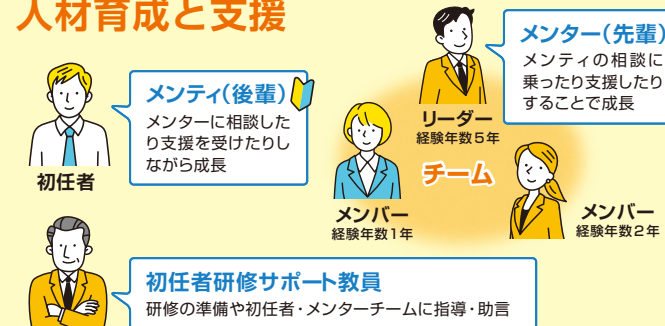 人材育成と支援
メンティ(後輩)
メンターに相談した
り支援を受けたりし
ながら成長
初任者
メンター(先輩)
メンティの相談に
乗ったり支援したり
することで成長
リーダー
経験年数5年
チーム
メンバー
経験年数1年
メンバー
経験年数2年
初任者研修サポート教員
研修の準備や初任者・メンターチームに指導・助言